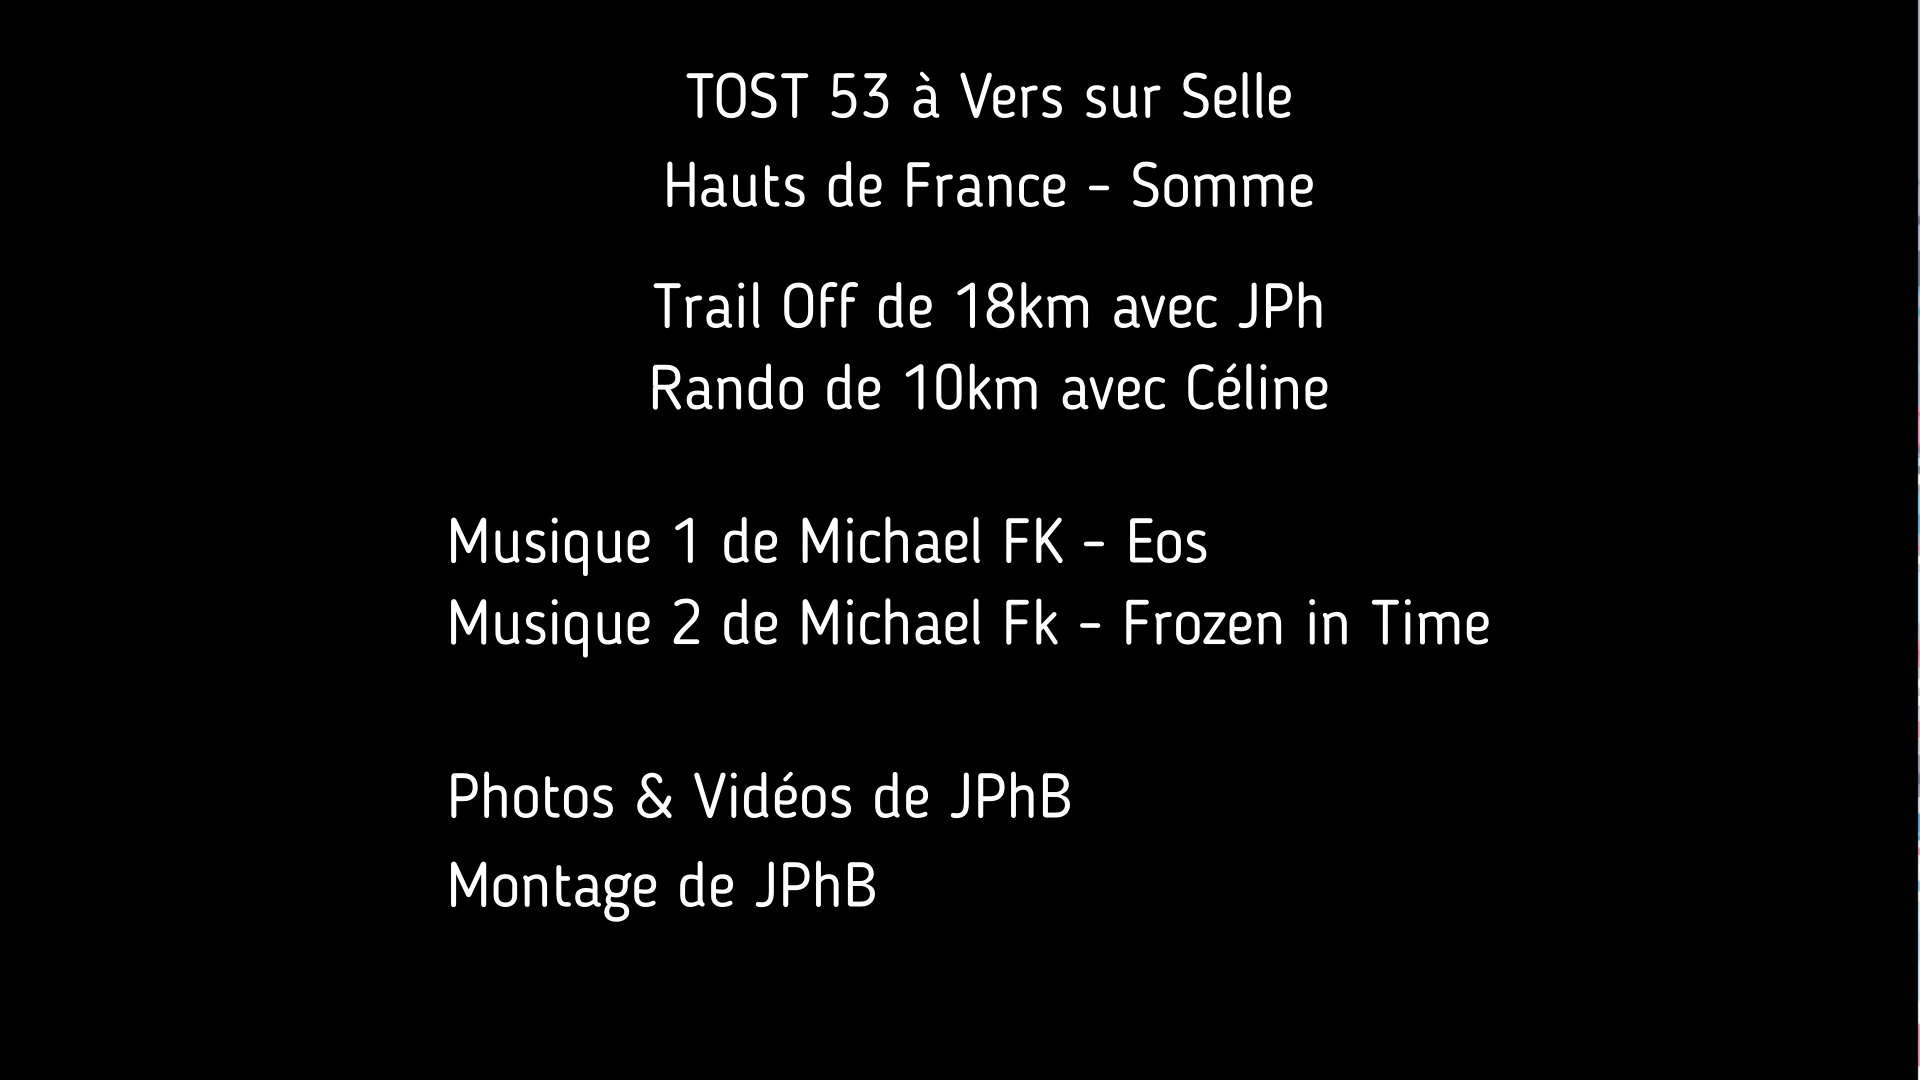 TOST 53 à Vers sur Selle
Hauts de France - Somme
Trail Off de 18km avec JPh
Rando de 10km avec Céline
Musique 1 de Michael FK - Eos
Musique 2 de Michael Fk - Frozen in Time
Photos & Vidéos de JPhB
Montage de JPhB